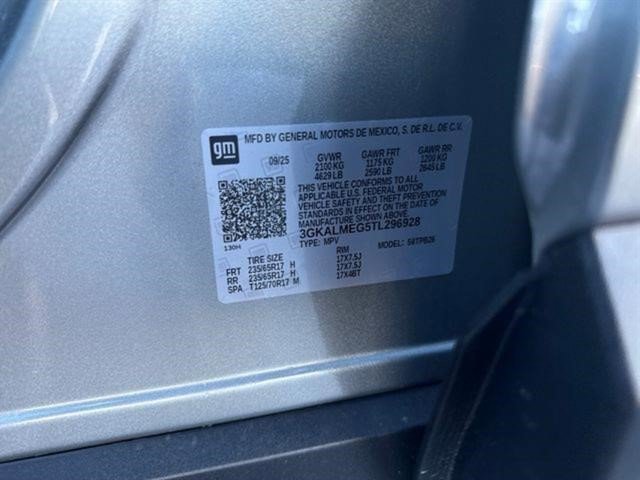 gm
MFD BY GENERAL MOTORS DE MEXICO, S. DE R.L. DE C.V.
09/25 GVWR GAWR FRT GAWR RR
2100 KG 1175 KG 1200 KG
4629 LB 2590 LB 2645 LB
THIS VEHICLE CONFORMS TO ALL
APPLICABLE U.S. FEDERAL MOTOR
VEHICLE SAFETY AND THEFT PREVENTION
STANDARDS IN EFFECT ON THE DATE OF
MANUFACTURE SHOWN ABOVE.
3GKALMEG5TL296928
130H TYPE: MPV MODEL:
TIRE SIZE RIM
FRT 235/65R17 H 17X7.5J
RR 235/65R17 H 17X7.5J
SPA T125/70R17 M 17X4BT